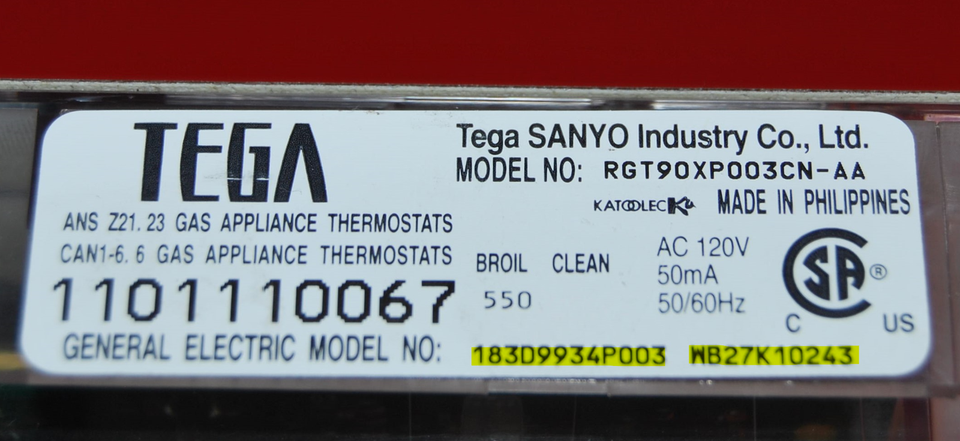 TEGA
Tega SANYO Industry Co., Ltd.
MODEL NO: RGT90XP003CN-AA
KATOOLEC K MADE IN PHILIPPINES
ANS Z21.23 GAS APPLIANCE THERMOSTATS
CAN1-6.6 GAS APPLIANCE THERMOSTATS
1101110067
BROIL CLEAN
550
AC 120V
50mA
50/60Hz
SA ®
C US
GENERAL ELECTRIC MODEL NO: 183D9934P003 WB27K10243